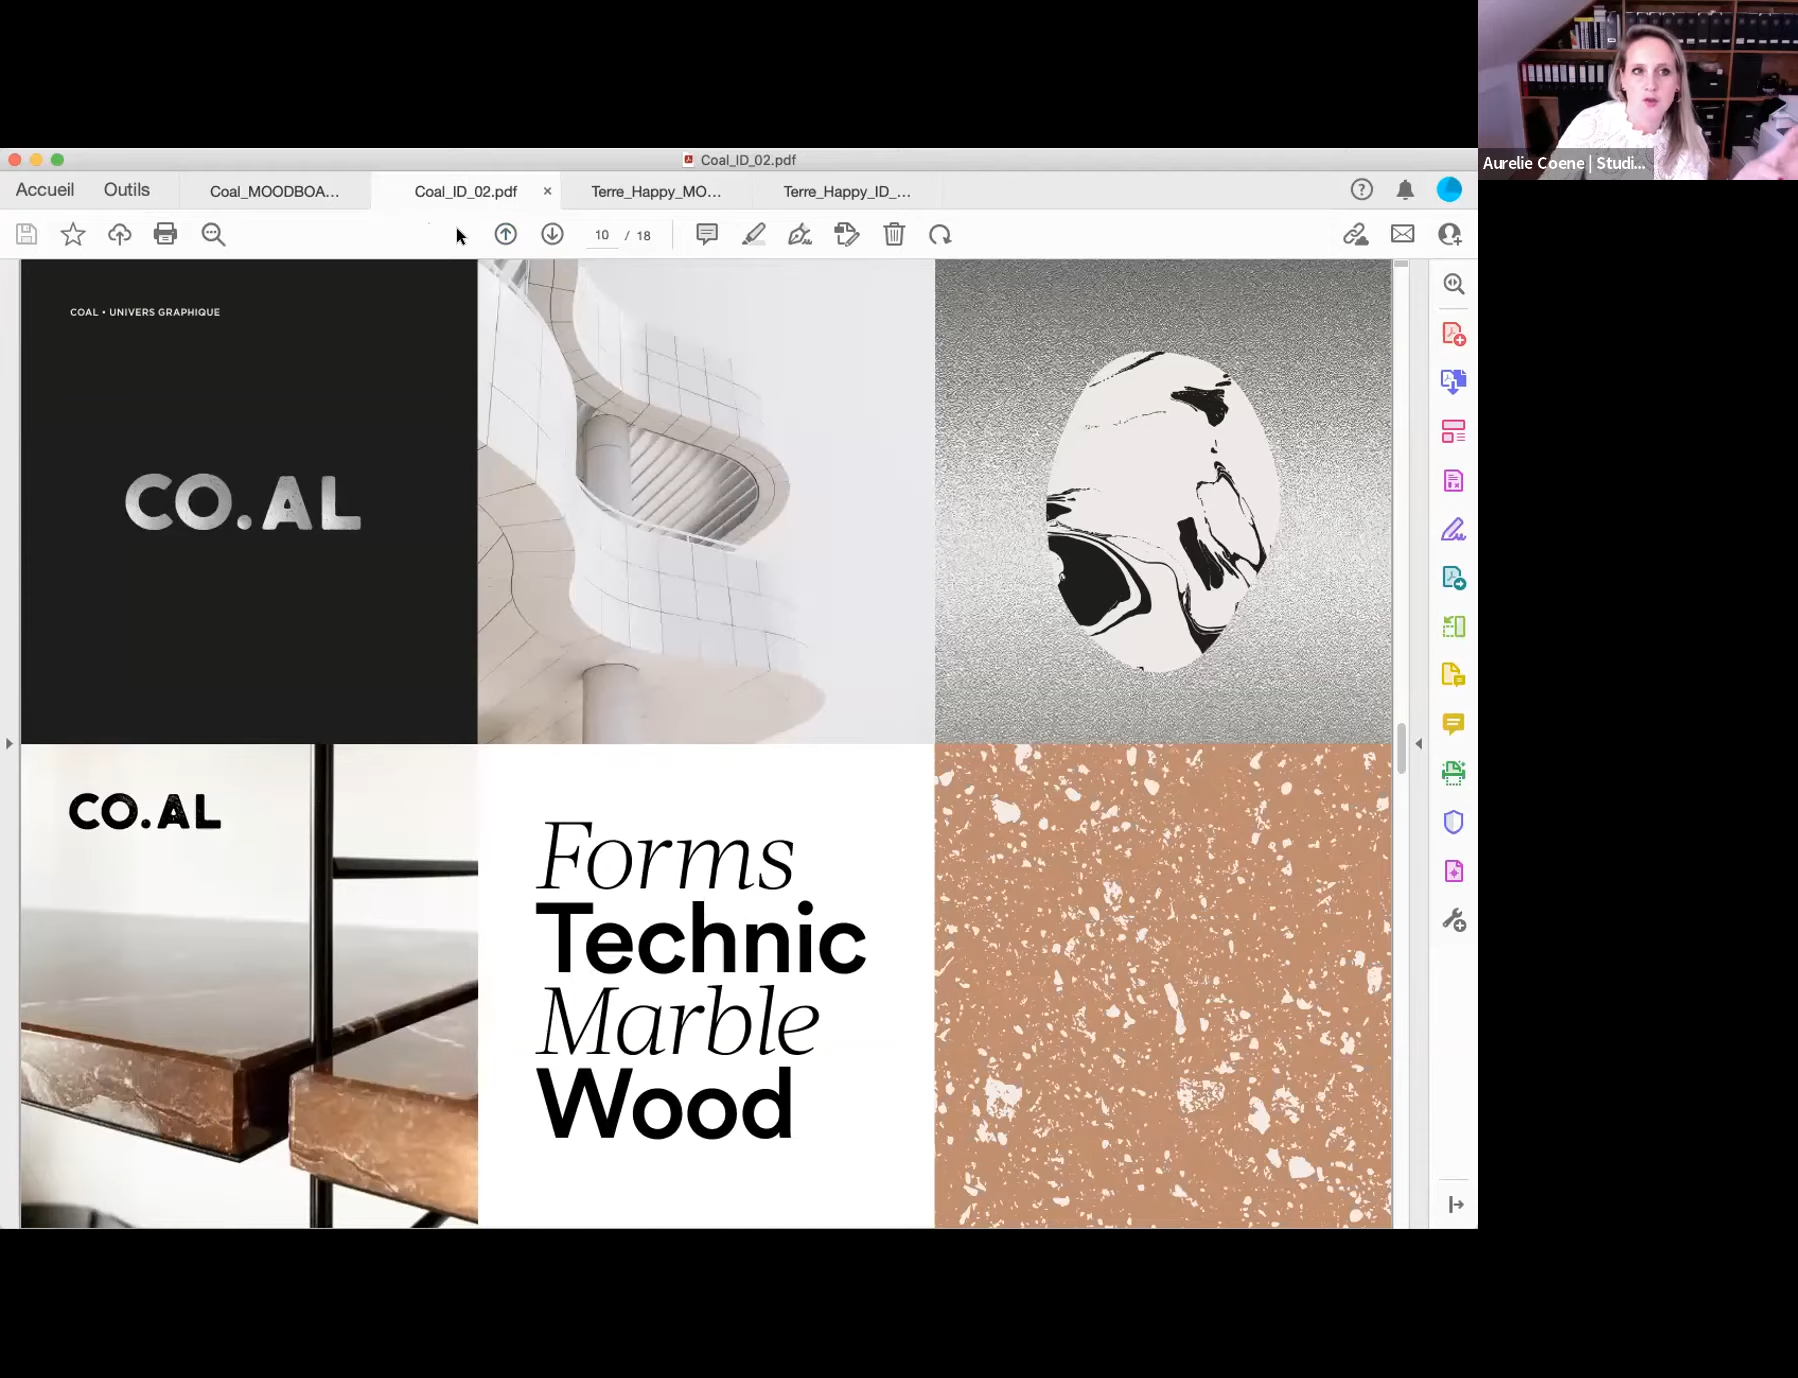 Aurelie Coene | Studi...
Coal_ID_02.pdf
Accueil
Outils
Coal_MOODBOA...
Coal_ID_02.pdf
×
Terre_Happy_MO...
Terre_Happy_ID_...
10 / 18
COAL • UNIVERS GRAPHIQUE
CO.AL
CO.AL
Forms
Technic
Marble
Wood